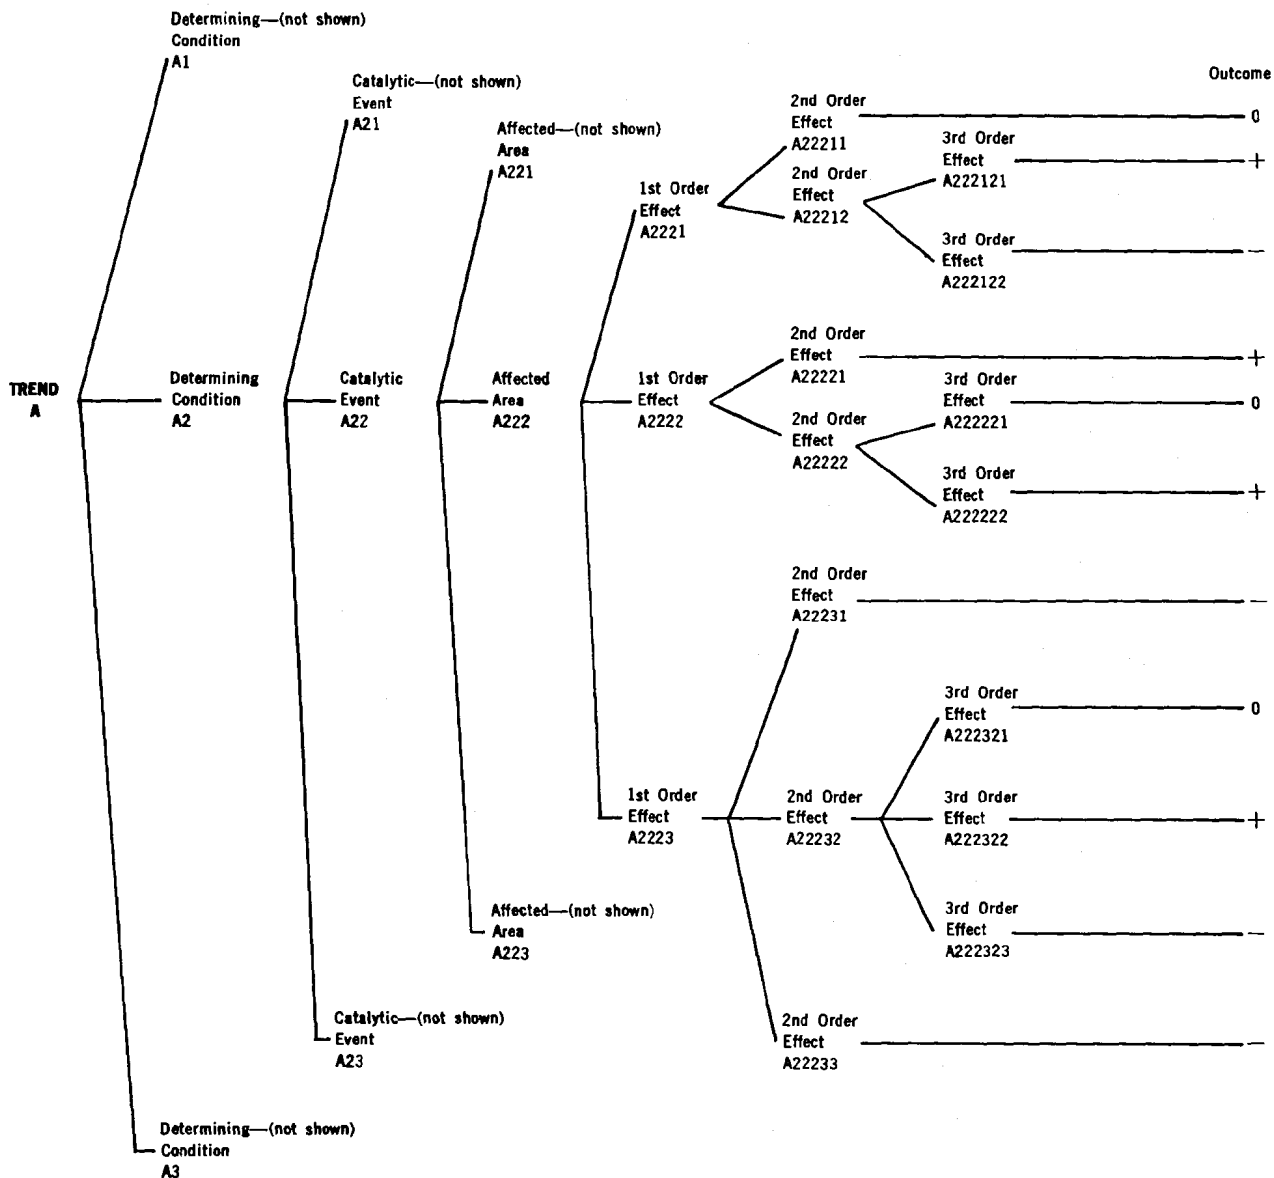 Determining—(not shown)
Condition
A1
Catalytic—(not shown)
Event
A21
Affected—(not shown)
Area
A221
Outcome
2nd Order
Effect
A22211
0
1st Order
Effect
A2221
2nd Order
Effect
A22212
3rd Order
Effect
A222121
+
3rd Order
Effect
A222122
—
TREND
A
Determining
Condition
A2
Catalytic
Event
A22
Affected
Area
A222
1st Order
Effect
A2222
2nd Order
Effect
A22221
+
2nd Order
Effect
A22222
3rd Order
Effect
A222221
0
3rd Order
Effect
A222222
+
2nd Order
Effect
A22231
—
1st Order
Effect
A2223
2nd Order
Effect
A22232
3rd Order
Effect
A222321
0
3rd Order
Effect
A222322
+
3rd Order
Effect
A222323
—
2nd Order
Effect
A22233
—
Affected—(not shown)
Area
A223
Catalytic—(not shown)
Event
A23
Determining—(not shown)
Condition
A3